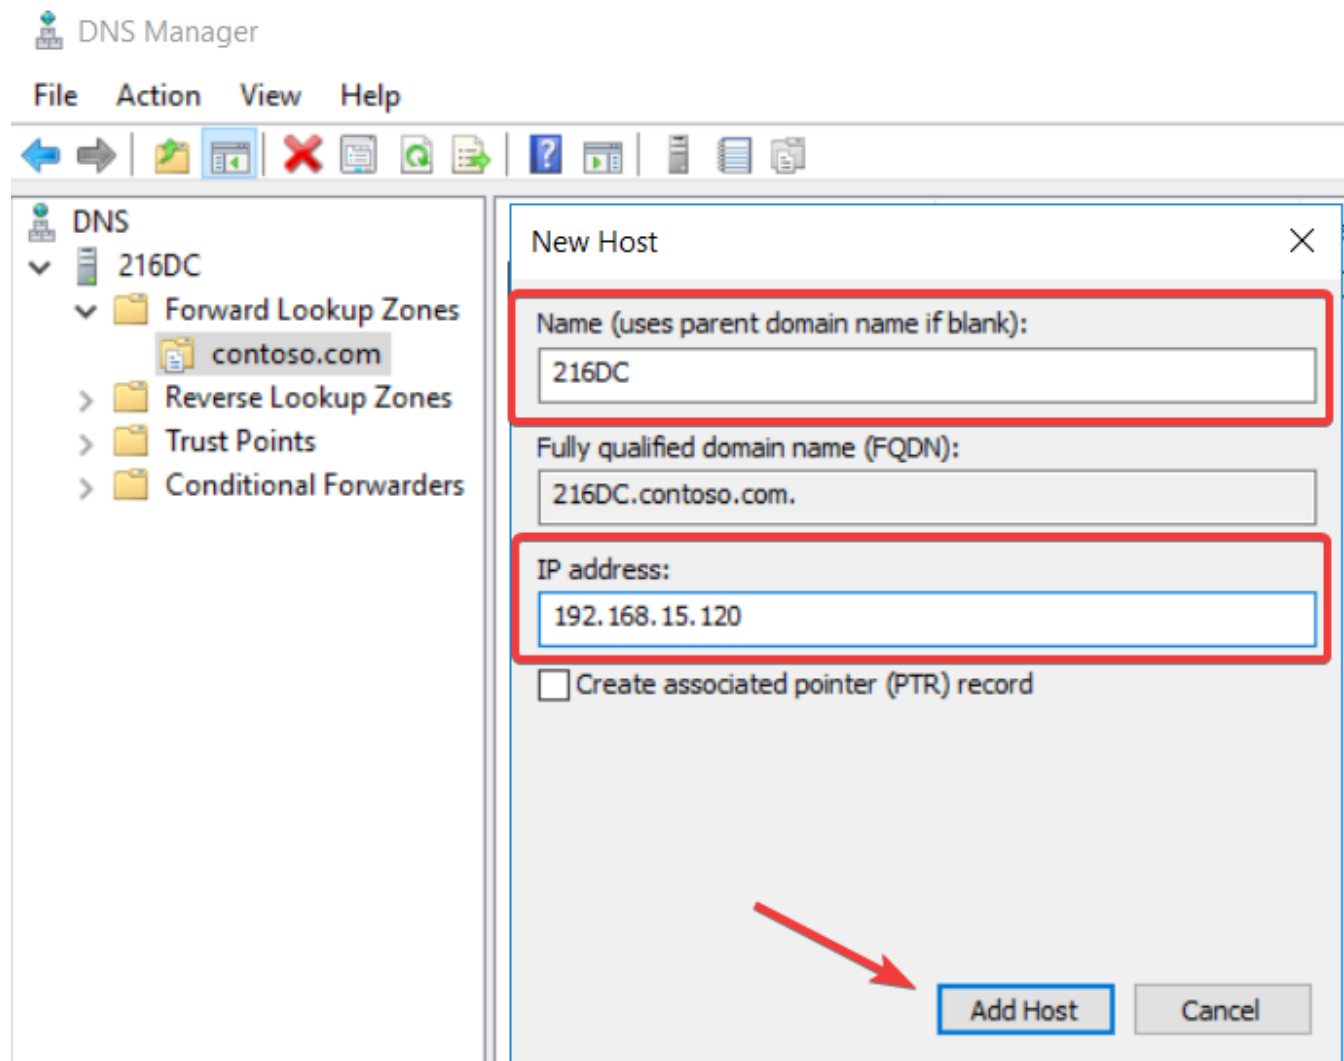 DNS Manager
File Action View Help
DNS
216DC
Forward Lookup Zones
contoso.com
Reverse Lookup Zones
Trust Points
Conditional Forwarders
New Host
Name (uses parent domain name if blank):
216DC
Fully qualified domain name (FQDN):
216DC.contoso.com.
IP address:
192.168.15.120
Create associated pointer (PTR) record
Add Host Cancel